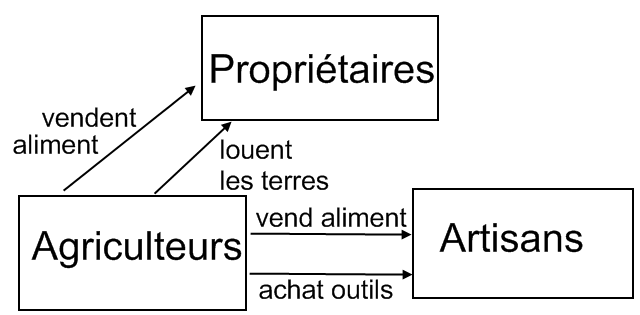 Propriétaires
vendent
aliment
louent
les terres
Agriculteurs
vend aliment
achat outils
Artisans